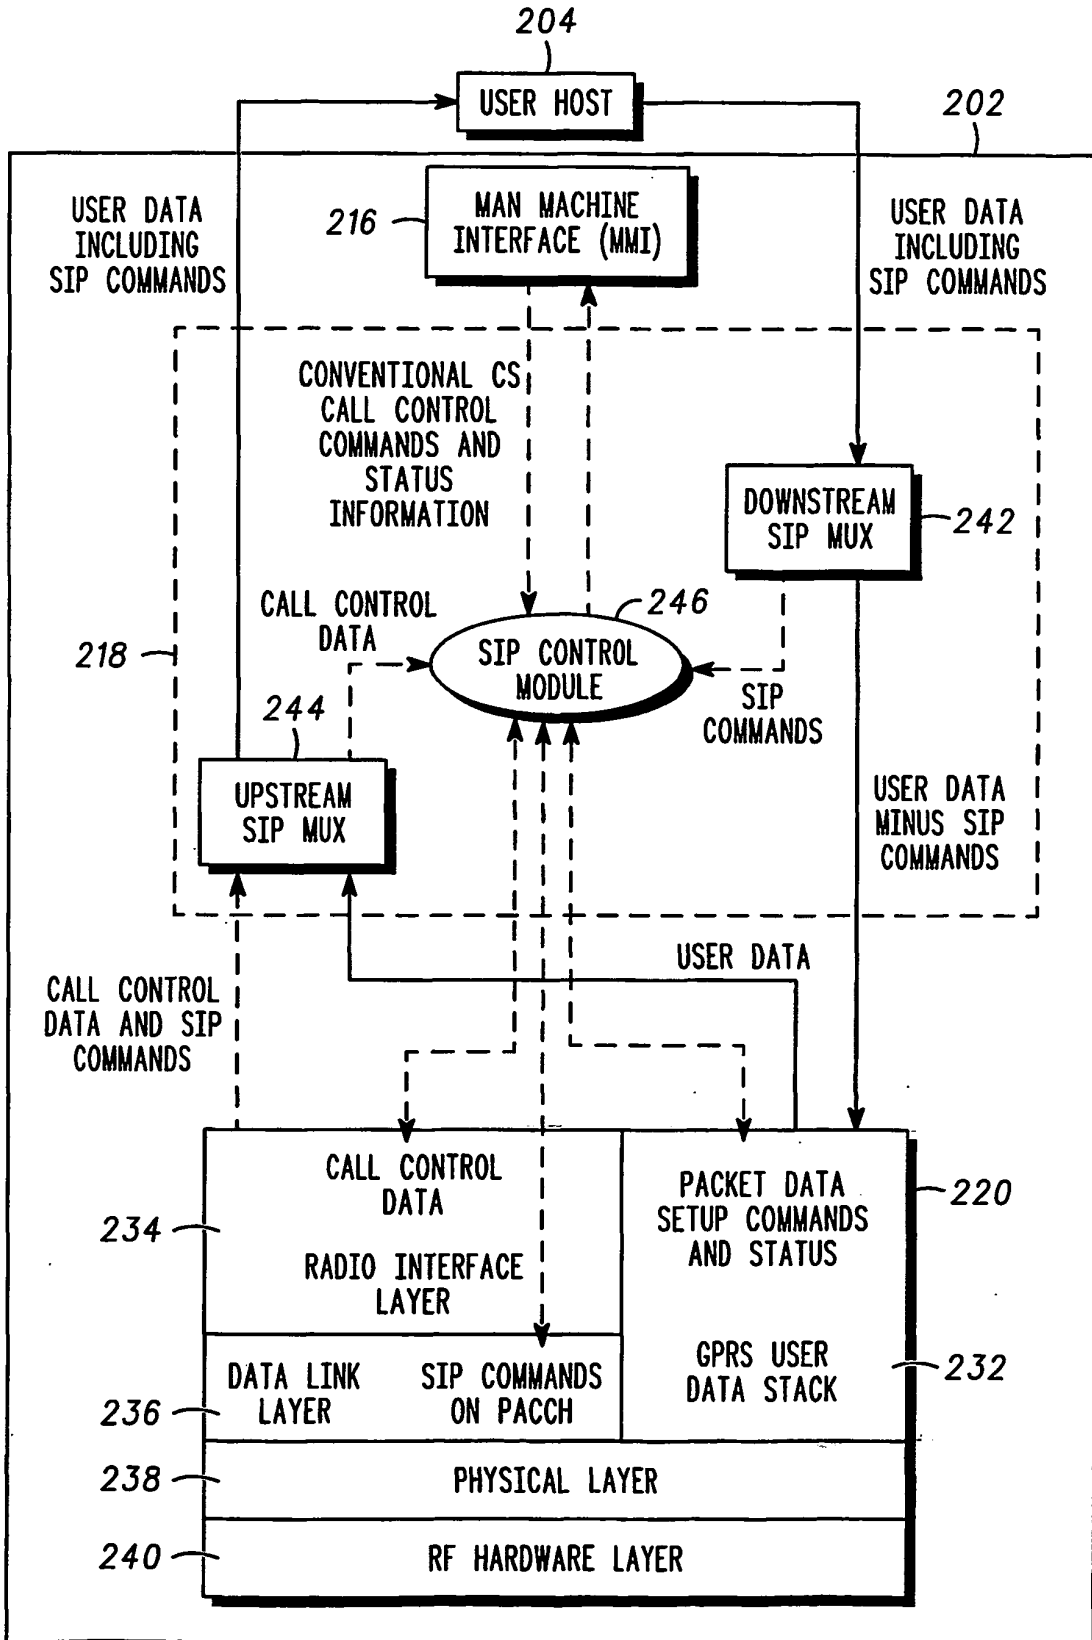 204
USER HOST
202
216
MAN MACHINE
INTERFACE (MMI)
USER DATA
INCLUDING
SIP COMMANDS
USER DATA
INCLUDING
SIP COMMANDS
CONVENTIONAL CS
CALL CONTROL
COMMANDS AND
STATUS
INFORMATION
DOWNSTREAM
SIP MUX
242
CALL CONTROL
DATA
246
SIP CONTROL
MODULE
218
SIP
COMMANDS
244
UPSTREAM
SIP MUX
USER DATA
MINUS SIP
COMMANDS
USER DATA
CALL CONTROL
DATA AND SIP
COMMANDS
CALL CONTROL
DATA
234
RADIO INTERFACE
LAYER
PACKET DATA
SETUP COMMANDS
AND STATUS
220
GPRS USER
DATA STACK
232
DATA LINK
LAYER
SIP COMMANDS
ON PACCH
236
238
PHYSICAL LAYER
240
RF HARDWARE LAYER